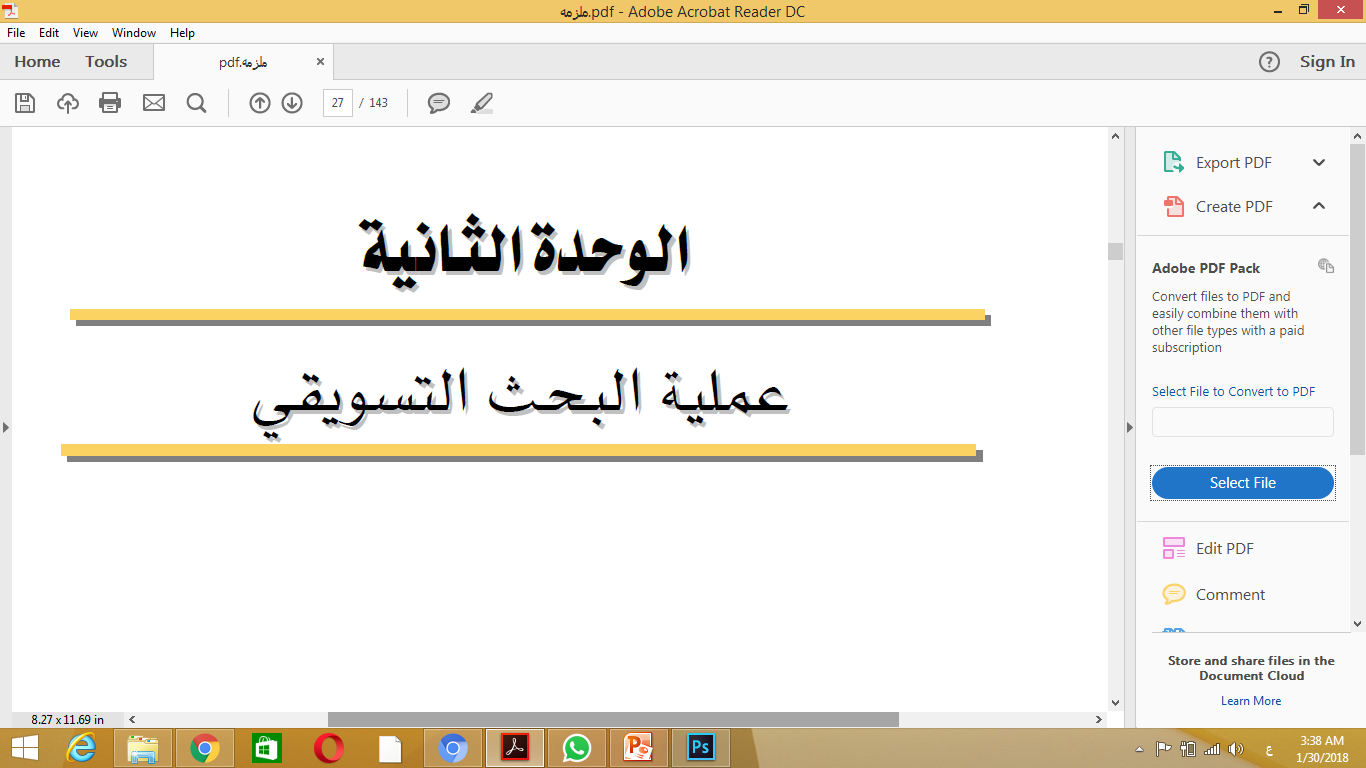 ملزمه.pdf - Adobe Acrobat Reader DC
File Edit View Window Help
Home Tools ملزمه.pdf × ? Sign In
27 / 143
الوحدة الثانية
عملية البحث التسويقي
Export PDF
Create PDF
Adobe PDF Pack
Convert files to PDF and
easily combine them with
other file types with a paid
subscription
Select File to Convert to PDF
Select File
Edit PDF
Comment
Store and share files in the
Document Cloud
Learn More
8.27 x 11.69 in
Ps
ع
3:38 AM
1/30/2018